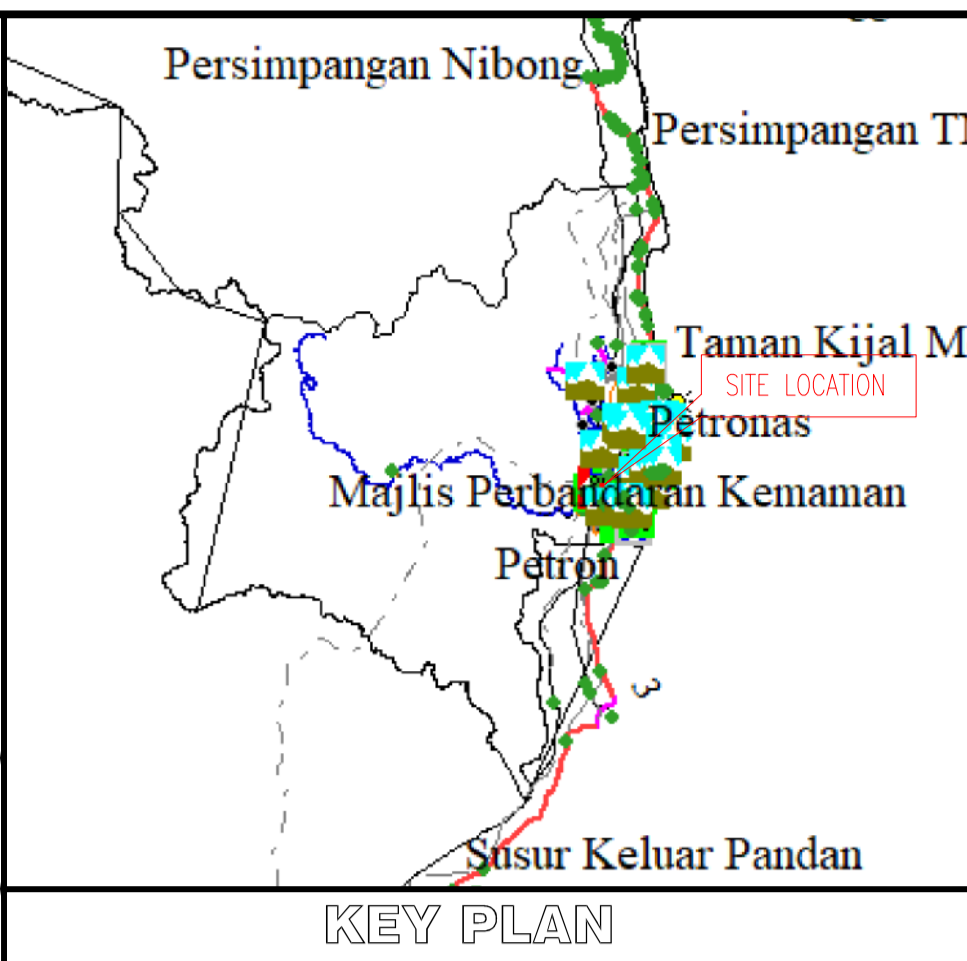 Persimpangan Nibong
Persimpangan
Taman Kijal M
SITE LOCATION
Petronas
Majlis Perbandaran Kemaman
Petron
3
Susur Keluar Pandan
KEY PLAN